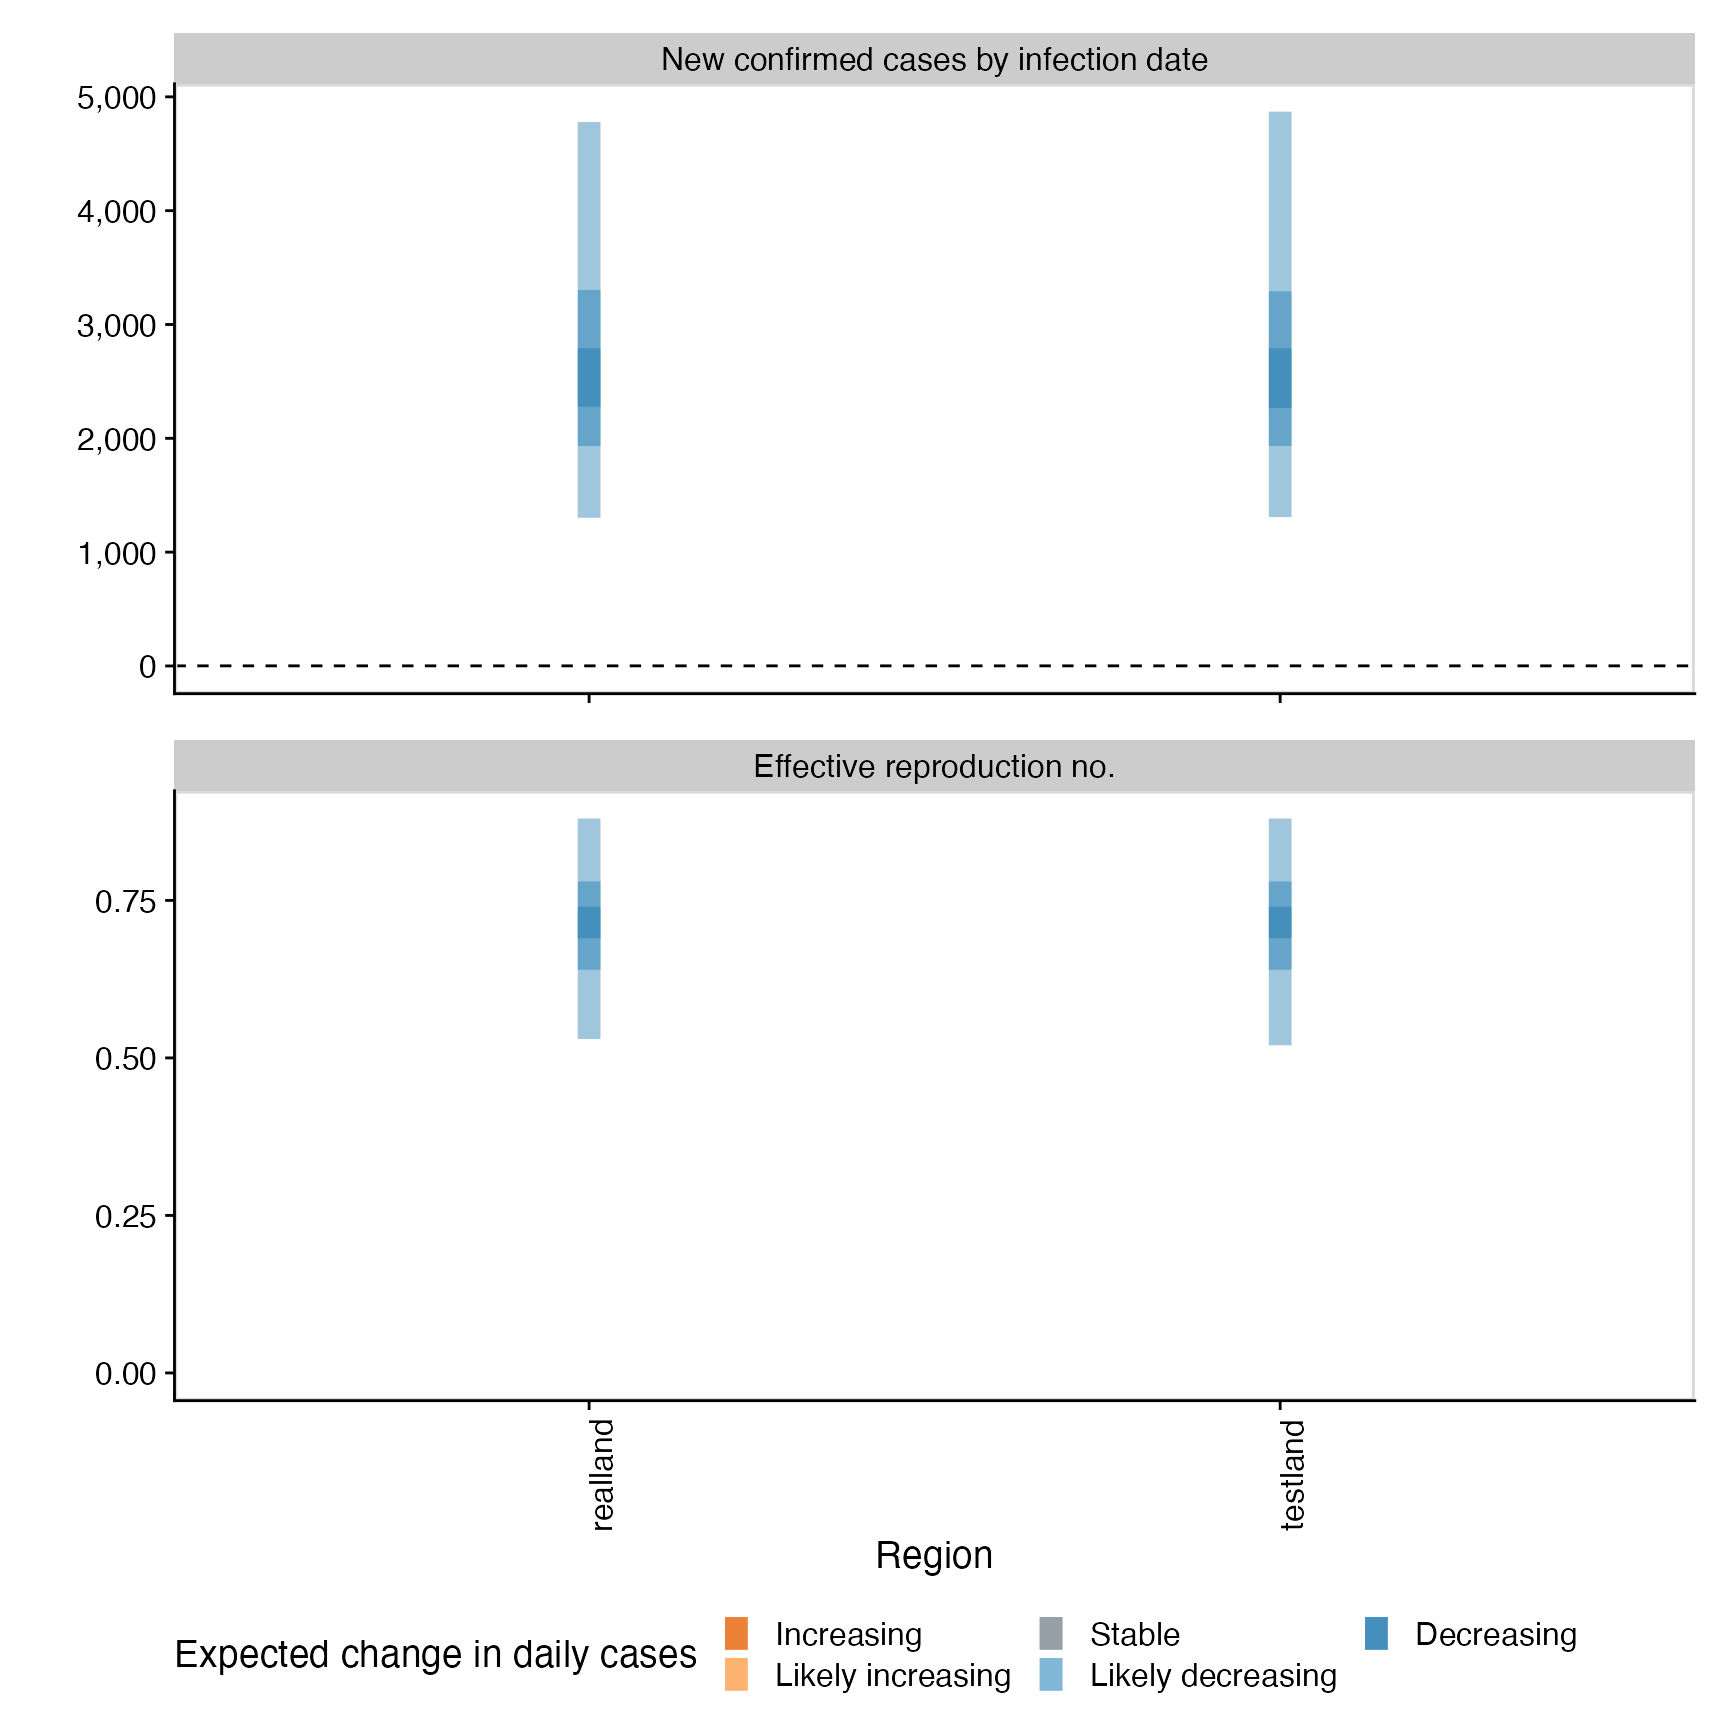 New confirmed cases by infection date
5,000
4,000
3,000
2,000
1,000
0
Effective reproduction no.
0.75
0.50
0.25
0.00
realland
testland
Region
Expected change in daily cases
Increasing
Stable
Decreasing
Likely increasing
Likely decreasing